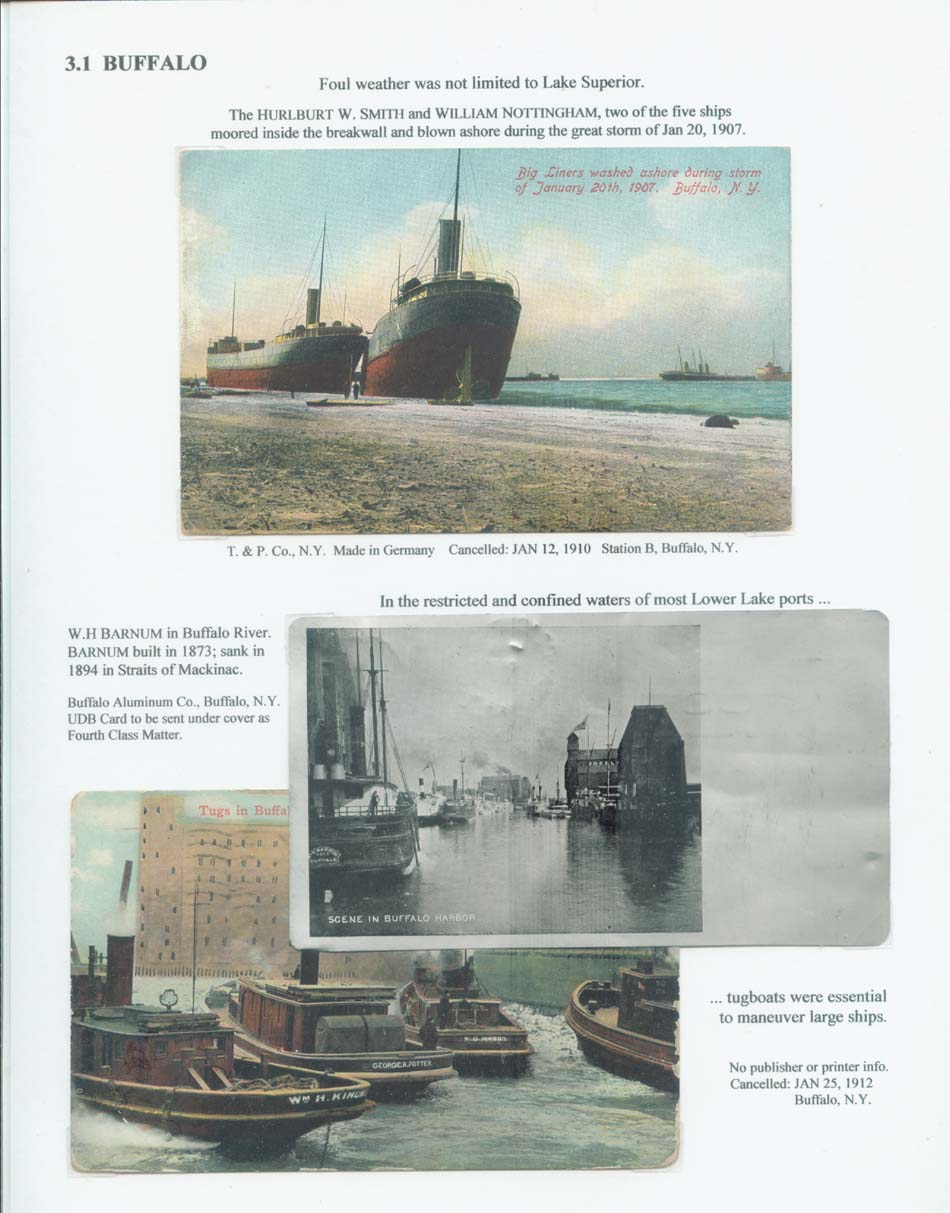 3.1 BUFFALO
Foul weather was not limited to Lake Superior.
The HURLBURT W. SMITH and WILLIAM NOTTINGHAM, two of the five ships
moored inside the breakwall and blown ashore during the great storm of Jan 20, 1907.
Big Liners washed ashore during storm
of January 20th, 1907. Buffalo, N.Y.
T. & P. Co., N.Y. Made in Germany Cancelled: JAN 12, 1910 Station B, Buffalo, N.Y.
In the restricted and confined waters of most Lower Lake ports ...
W.H BARNUM in Buffalo River.
BARNUM built in 1873; sank in
1894 in Straits of Mackinac.
Buffalo Aluminum Co., Buffalo, N.Y.
UDB Card to be sent under cover as
Fourth Class Matter.
BUFFALO
SCENE IN BUFFALO HARBOR
Tugs in Buffal
GEORGE R. POTTER
WM H. KING
... tugboats were essential
to maneuver large ships.
No publisher or printer info.
Cancelled: JAN 25, 1912
Buffalo, N.Y.